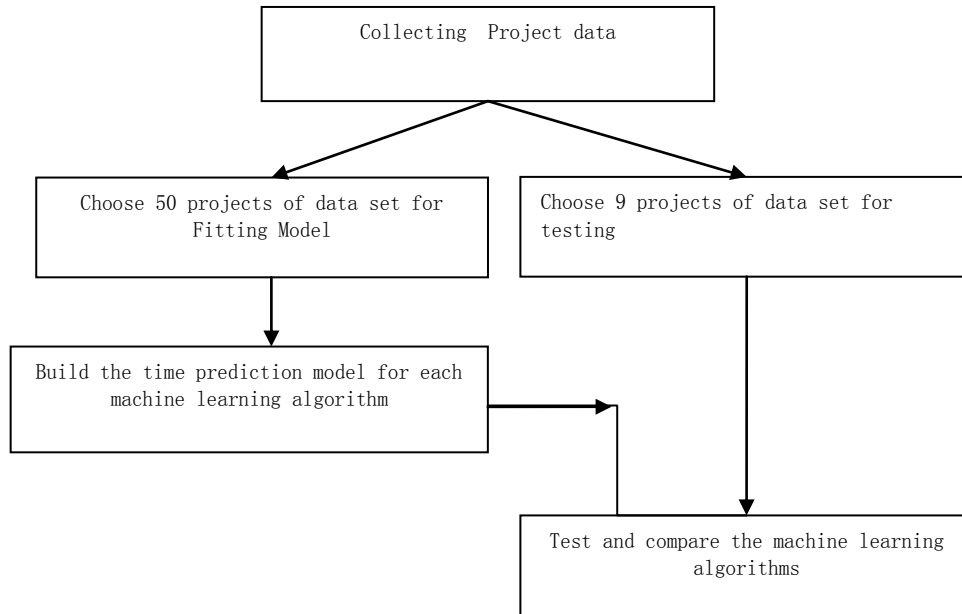 Collecting Project data
Choose 50 projects of data set for
Fitting Model
Choose 9 projects of data set for
testing
Build the time prediction model for each
machine learning algorithm
Test and compare the machine learning
algorithms